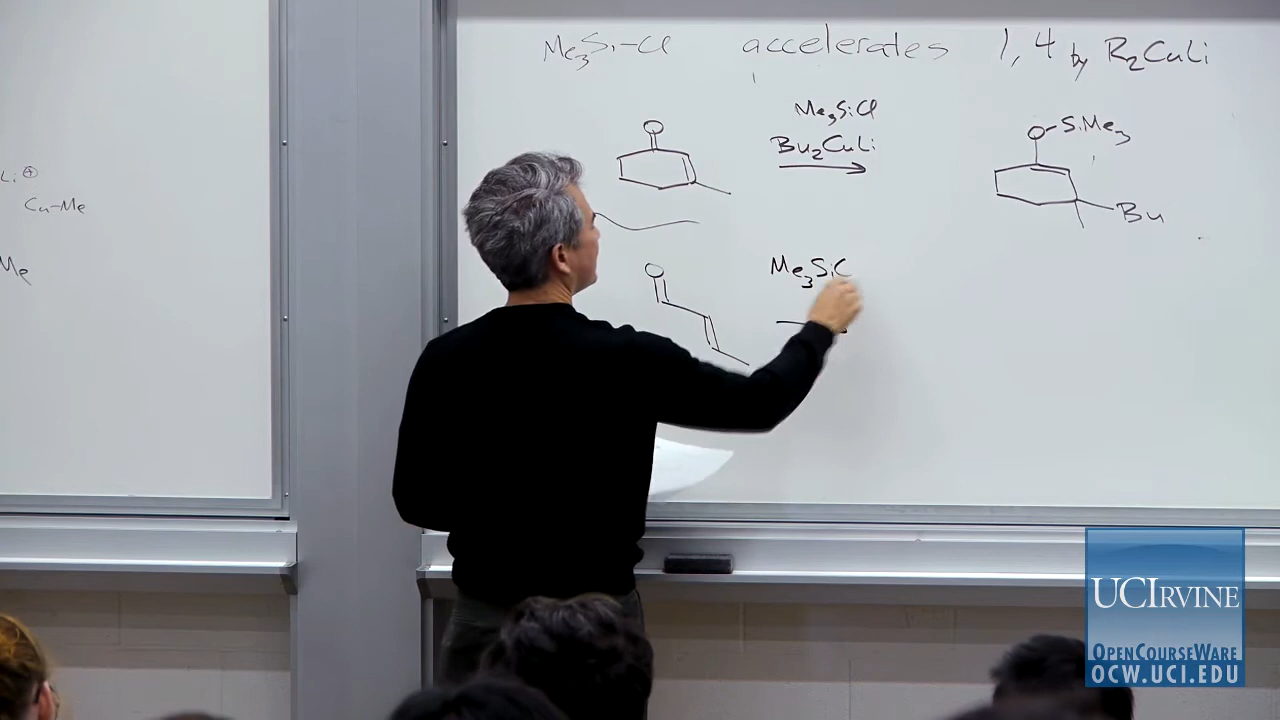 Me3Si-Cl accelerates 1,4 by R2CuLi
Li ⊕
Cu-Me
Me
O
Me3SiCl
Bu2CuLi
O-SiMe3
Bu
O
Me3SiC
UCIRVINE
OPENCOURSEWARE
OCW.UCI.EDU